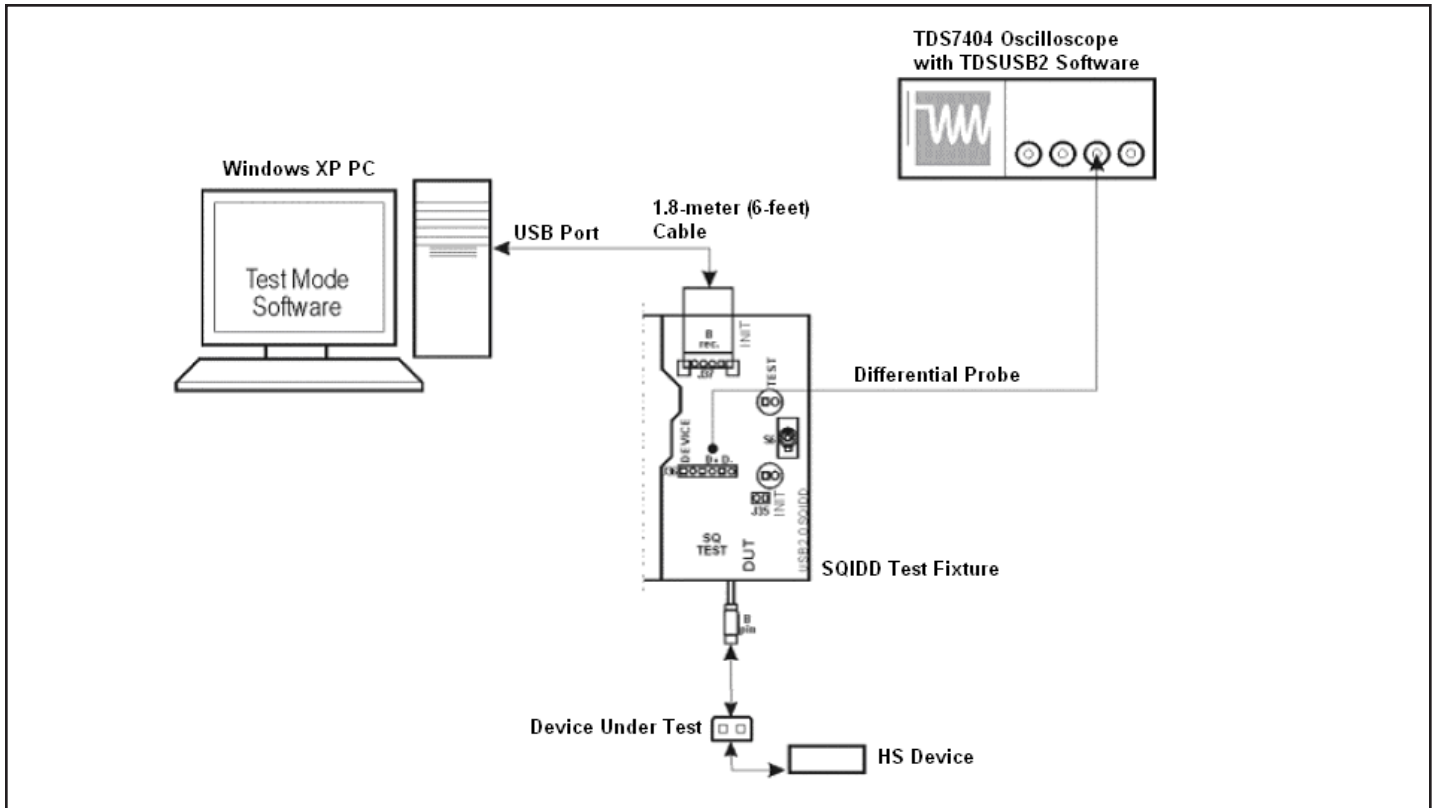 TDS7404 Oscilloscope
with TDSUSB2 Software
Windows XP PC
1.8-meter (6-feet)
Cable
USB Port
Test Mode
Software
B
rec.
INIT
J37
TEST
Differential Probe
DEVICE
S6
D+ D-
J35
INIT
USB2.0 SQIDD
SQ
TEST
DUT
SQIDD Test Fixture
pin
Device Under Test
HS Device